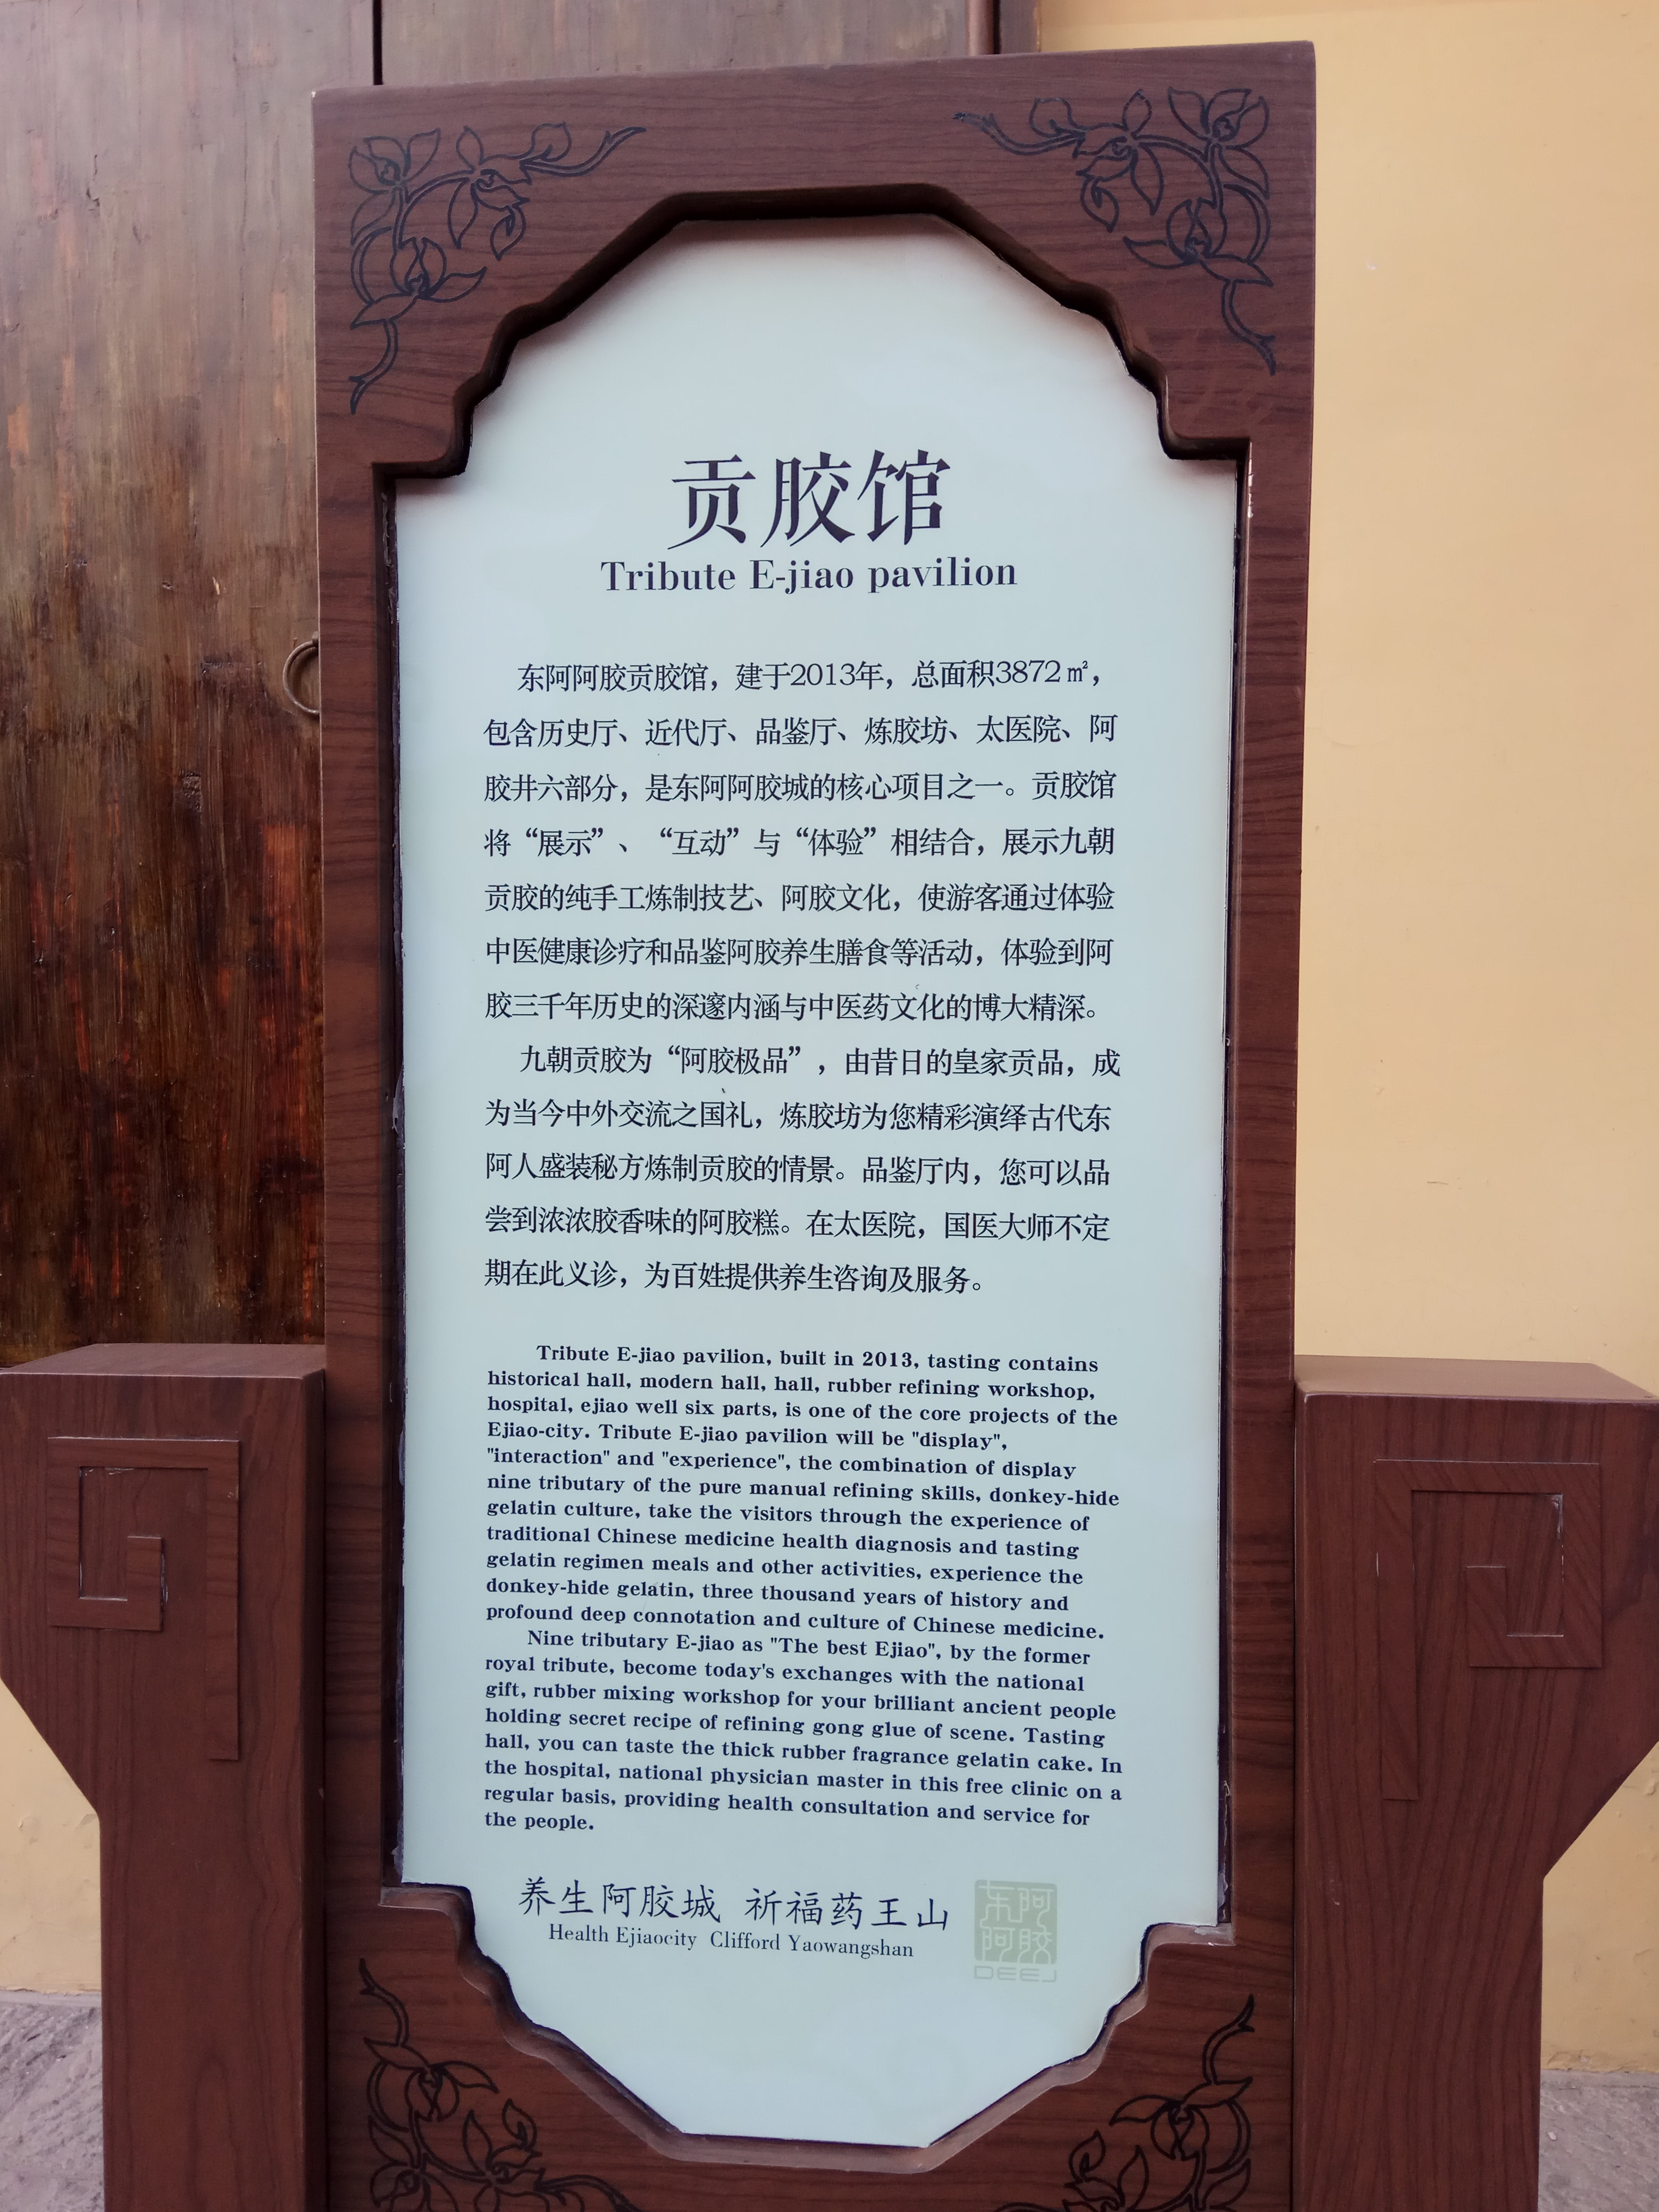 贡胶馆
Tribute E-jiao pavilion
东阿阿胶贡胶馆，建于2013年，总面积3872㎡，
包含历史厅、近代厅、品鉴厅、炼胶坊、太医院、阿
胶井六部分，是东阿阿胶城的核心项目之一。贡胶馆
将“展示”、“互动”与“体验”相结合，展示九朝
贡胶的纯手工炼制技艺、阿胶文化，使游客通过体验
中医健康诊疗和品鉴阿胶养生膳食等活动，体验到阿
胶三千年历史的深邃内涵与中医药文化的博大精深。
九朝贡胶为“阿胶极品”，由昔日的皇家贡品，成
为当今中外交流之国礼，炼胶坊为您精彩演绎古代东
阿人盛装秘方炼制贡胶的情景。品鉴厅内，您可以品
尝到浓浓胶香味的阿胶糕。在太医院，国医大师不定
期在此义诊，为百姓提供养生咨询及服务。
Tribute E-jiao pavilion, built in 2013, tasting contains
historical hall, modern hall, hall, rubber refining workshop,
hospital, ejiao well six parts, is one of the core projects of the
Ejiao-city. Tribute E-jiao pavilion will be "display",
"interaction" and "experience", the combination of display
nine tributary of the pure manual refining skills, donkey-hide
gelatin culture, take the visitors through the experience of
traditional Chinese medicine health diagnosis and tasting
gelatin regimen meals and other activities, experience the
donkey-hide gelatin, three thousand years of history and
profound deep connotation and culture of Chinese medicine.
Nine tributary E-jiao as "The best Ejiao", by the former
royal tribute, become today's exchanges with the national
gift, rubber mixing workshop for your brilliant ancient people
holding secret recipe of refining gong glue of scene. Tasting
hall, you can taste the thick rubber fragrance gelatin cake. In
the hospital, national physician master in this free clinic on a
regular basis, providing health consultation and service for
the people.
养生阿胶城 祈福药王山
Health Ejiaocity Clifford Yaowangshan
东阿阿胶
DEEJ